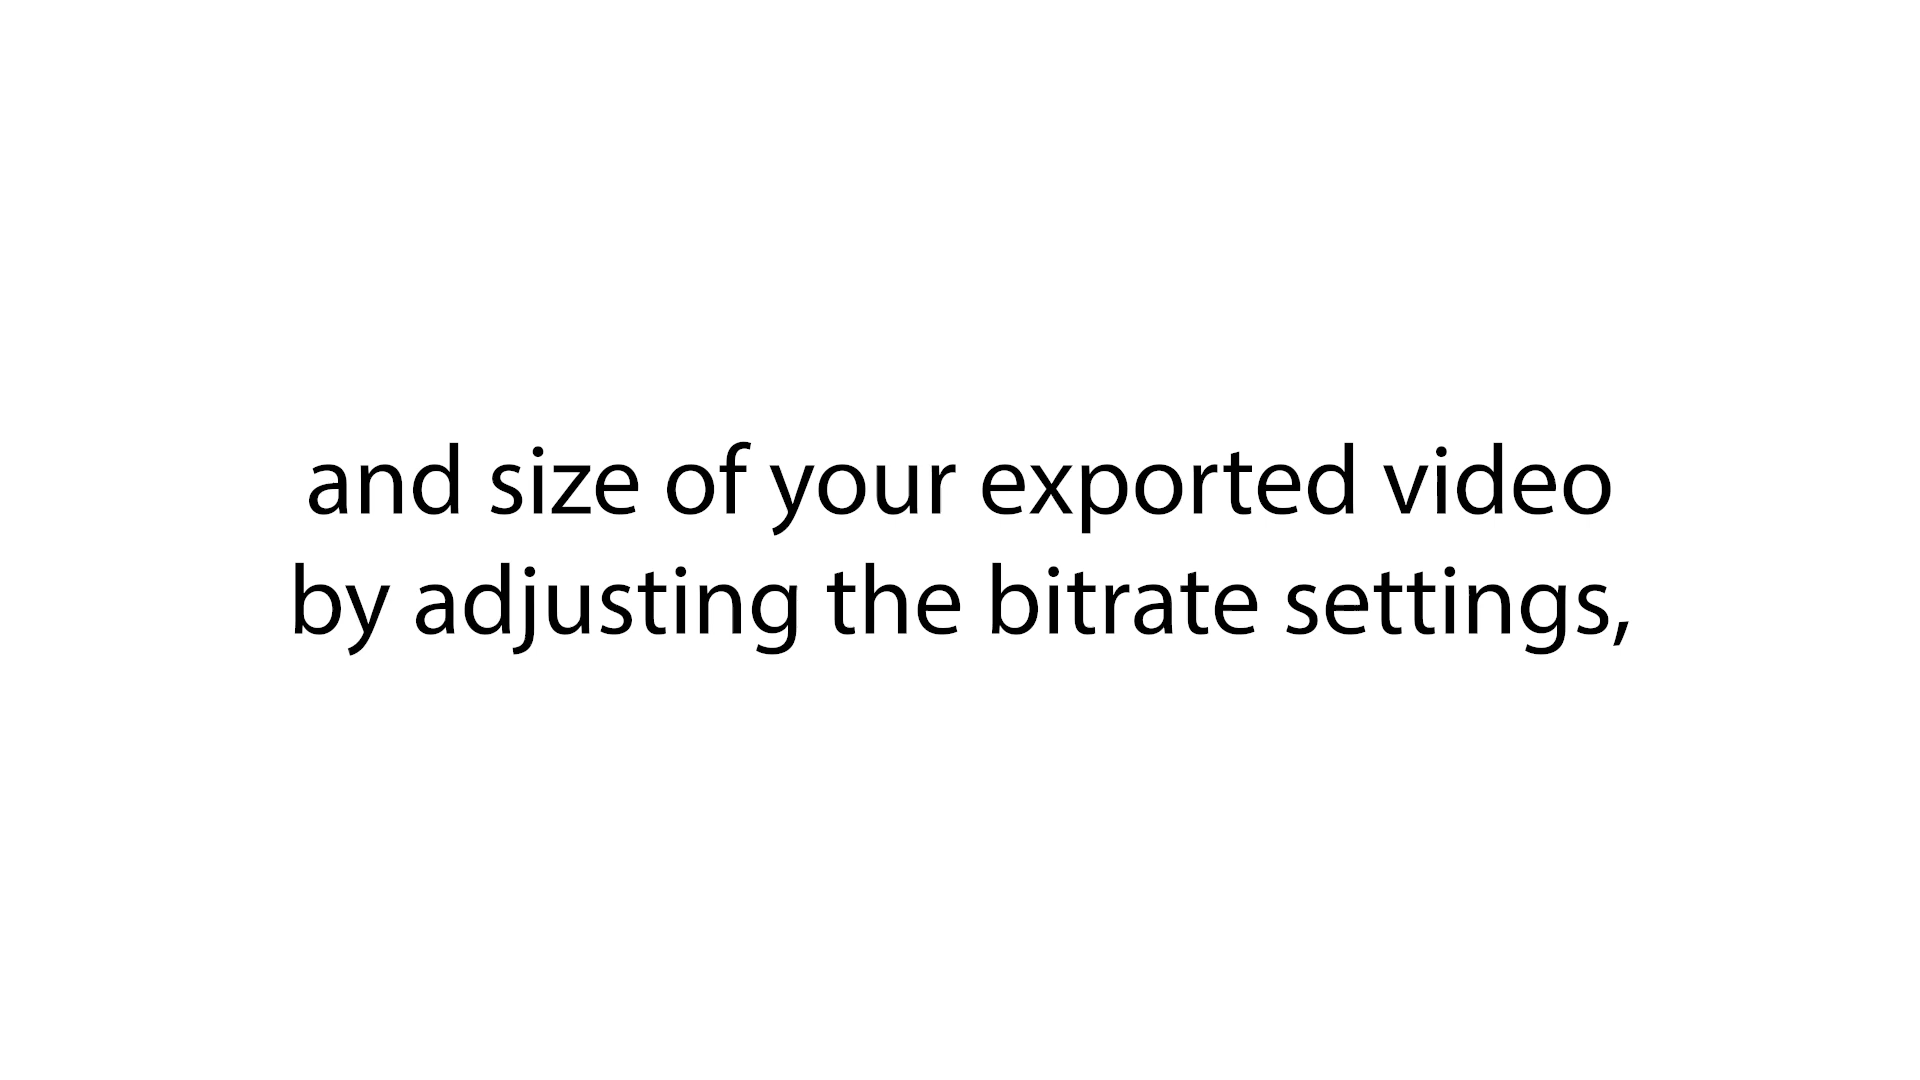 and size of your exported video
by adjusting the bitrate settings,